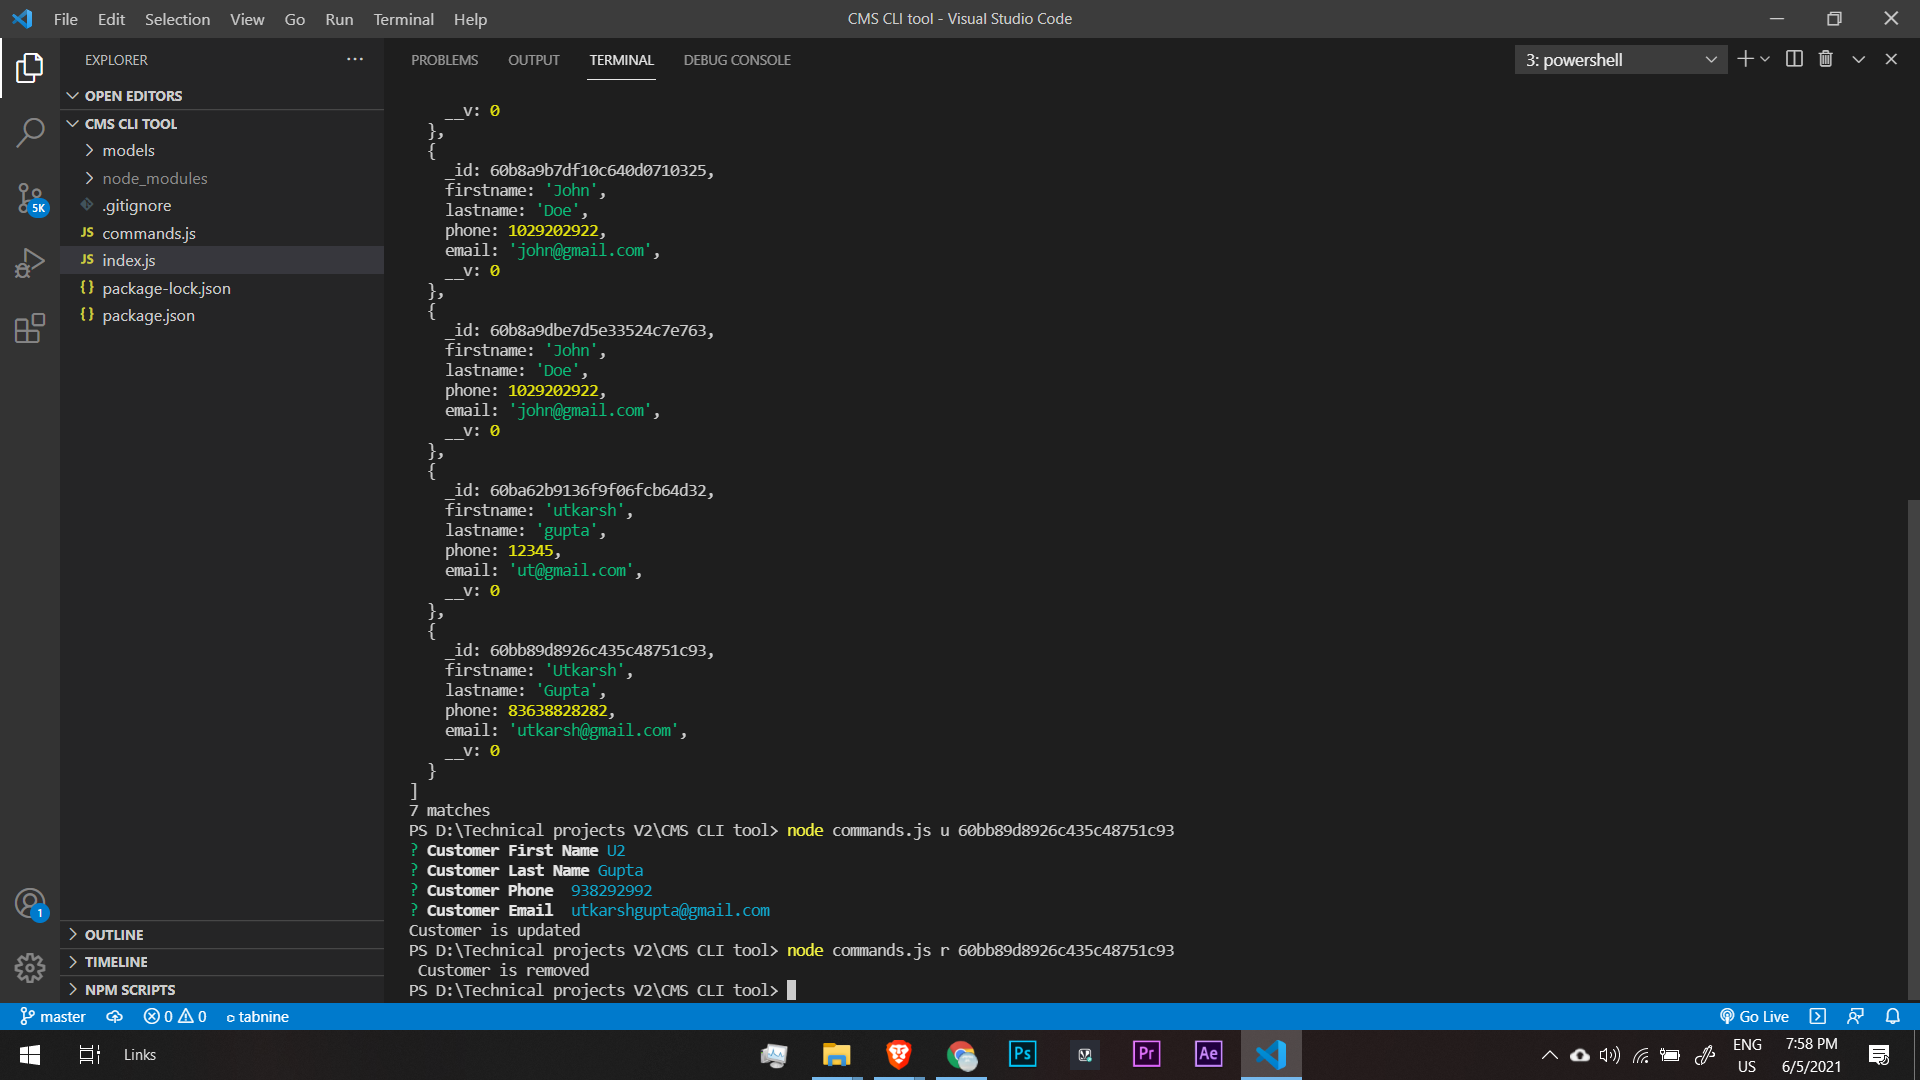 File Edit Selection View Go Run Terminal Help
CMS CLI tool - Visual Studio Code
EXPLORER
OPEN EDITORS
CMS CLI TOOL
models
node_modules
.gitignore
JS commands.js
JS index.js
{} package-lock.json
{} package.json
5K
1
OUTLINE
TIMELINE
NPM SCRIPTS
PROBLEMS OUTPUT TERMINAL DEBUG CONSOLE
3: powershell
__v: 0
},
{
_id: 60b8a9b7df10c640d0710325,
firstname: 'John',
lastname: 'Doe',
phone: 1029202922,
email: 'john@gmail.com',
__v: 0
},
{
_id: 60b8a9dbe7d5e33524c7e763,
firstname: 'John',
lastname: 'Doe',
phone: 1029202922,
email: 'john@gmail.com',
__v: 0
},
{
_id: 60ba62b9136f9f06fcb64d32,
firstname: 'utkarsh',
lastname: 'gupta',
phone: 12345,
email: 'ut@gmail.com',
__v: 0
},
{
_id: 60bb89d8926c435c48751c93,
firstname: 'Utkarsh',
lastname: 'Gupta',
phone: 83638828282,
email: 'utkarsh@gmail.com',
__v: 0
}
]
7 matches
PS D:\Technical projects V2\CMS CLI tool> node commands.js u 60bb89d8926c435c48751c93
? Customer First Name U2
? Customer Last Name Gupta
? Customer Phone  938292992
? Customer Email  utkarshgupta@gmail.com
Customer is updated
PS D:\Technical projects V2\CMS CLI tool> node commands.js r 60bb89d8926c435c48751c93
Customer is removed
PS D:\Technical projects V2\CMS CLI tool>
master 0 0 tabnine
Go Live
Links
Ps Pr Ae
ENG
US
7:58 PM
6/5/2021